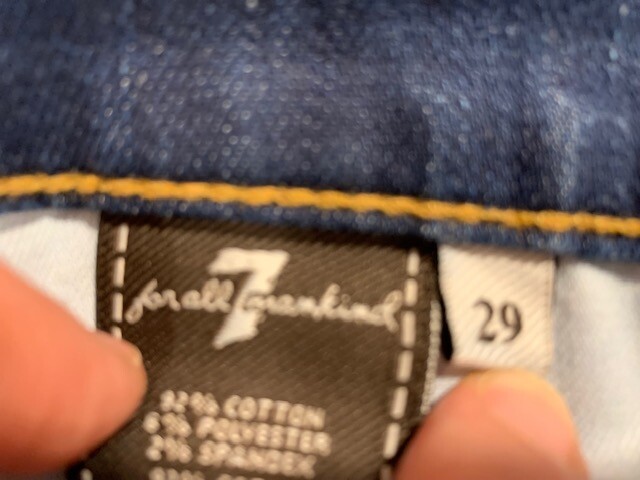 7
for all mankind
29
92% COTTON
6% POLYESTER
2% SPANDEX